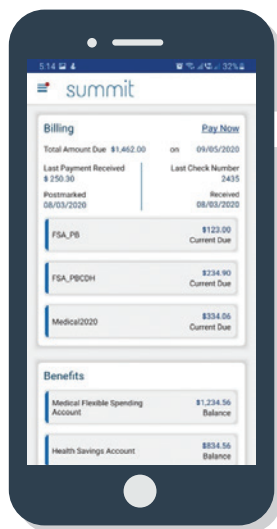 5:14 32%
summit
Billing Pay Now
Total Amount Due $1,462.00 on 09/05/2020
Last Payment Received Last Check Number
$ 250.30 2435
Postmarked Received
08/03/2020 08/03/2020
FSA_PB $123.00
Current Due
FSA_PBCDH $234.90
Current Due
Medical2020 $334.06
Current Due
Benefits
Medical Flexible Spending $1,234.56
Account Balance
Health Savings Account $834.56
Balance